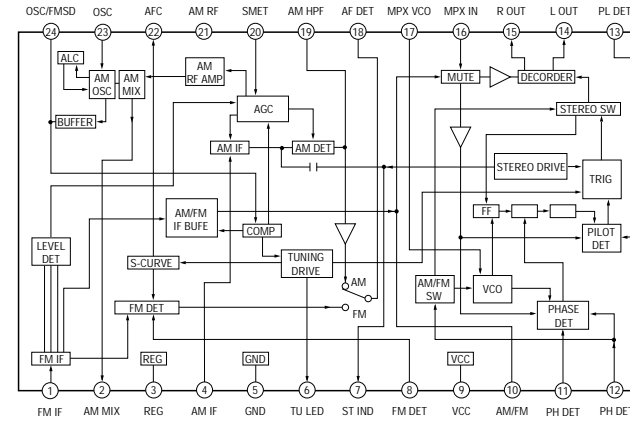 OSC/FMSD OSC AFC AM RF SMET AM HPF AF DET MPX VCO MPX IN R OUT L OUT PL DET
24 23 22 21 20 19 18 17 16 15 14 13
ALC
AM OSC
AM MIX
AM RF AMP
MUTE
DECORDER
BUFFER
AGC
STEREO SW
AM IF
AM DET
STEREO DRIVE
TRIG
AM/FM IF BUFE
FF
COMP
PILOT DET
LEVEL DET
S-CURVE
TUNING DRIVE
AM
AM/FM SW
VCO
FM DET
FM
PHASE DET
FM IF
REG
GND
VCC
1 2 3 4 5 6 7 8 9 10 11 12
FM IF AM MIX REG AM IF GND TU LED ST IND FM DET VCC AM/FM PH DET PH DET